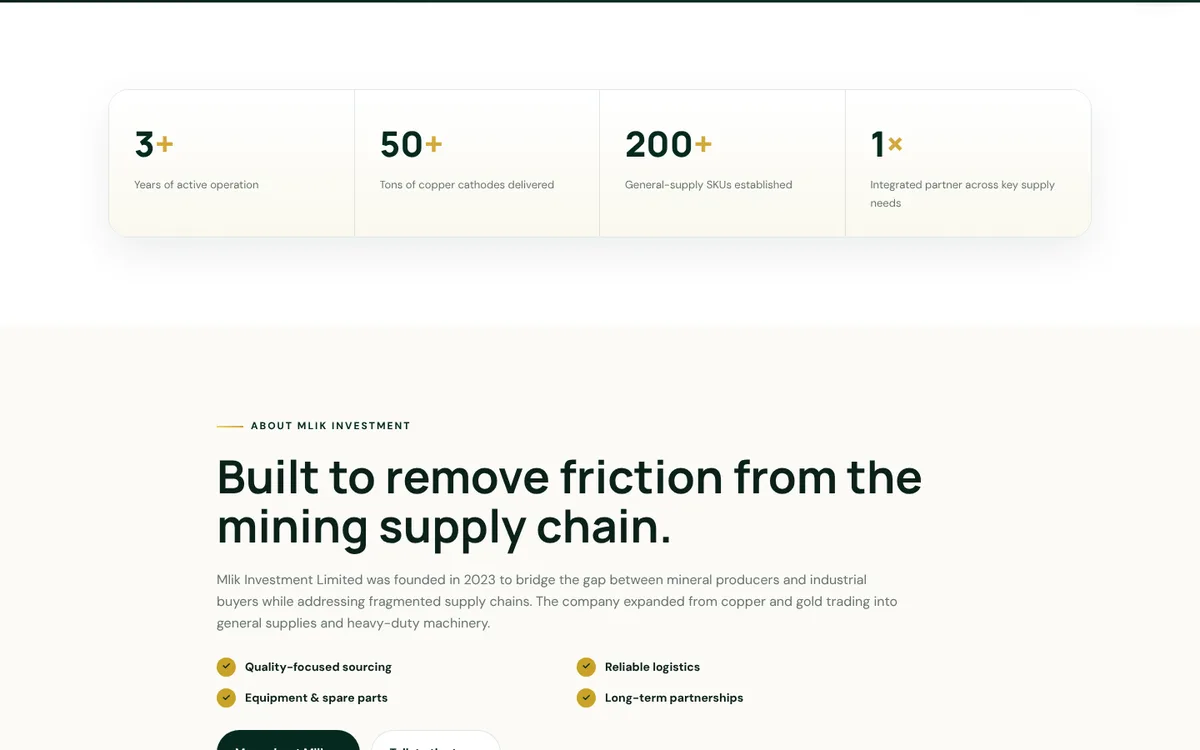 3+
Years of active operation
50+
Tons of copper cathodes delivered
200+
General-supply SKUs established
1×
Integrated partner across key supply
needs
ABOUT MLIK INVESTMENT
Built to remove friction from the
mining supply chain.
Mlik Investment Limited was founded in 2023 to bridge the gap between mineral producers and industrial
buyers while addressing fragmented supply chains. The company expanded from copper and gold trading into
general supplies and heavy-duty machinery.
Quality-focused sourcing
Reliable logistics
Equipment & spare parts
Long-term partnerships